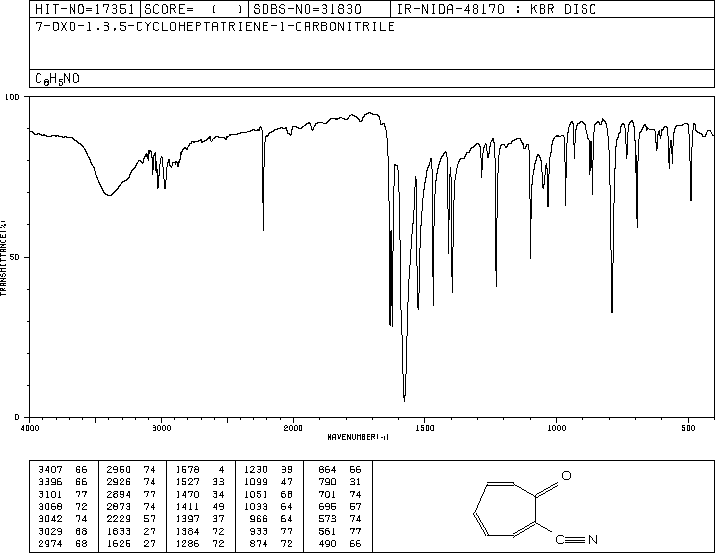 HIT-NO=17351 SCORE= ( ) SDBS-NO=31830 IR-NIDA-48170 : KBR DISC
7-OXO-1,3,5-CYCLOHEPTATRIENE-1-CARBONITRILE
C8H5NO
100
50
0
TRANSMITTANCE(%)
4000 3000 2000 1500 1000 500
WAVENUMBER(-1)
3407 66 2960 74 1578 4 1230 39 864 66
3396 66 2926 74 1527 33 1099 47 790 31
3101 77 2894 77 1470 34 1051 68 701 74
3068 72 2873 74 1411 49 1033 64 695 57
3042 74 2229 57 1397 37 966 64 573 74
3029 68 1633 27 1384 72 933 77 561 77
2974 68 1625 27 1286 72 874 72 490 66
O
C N